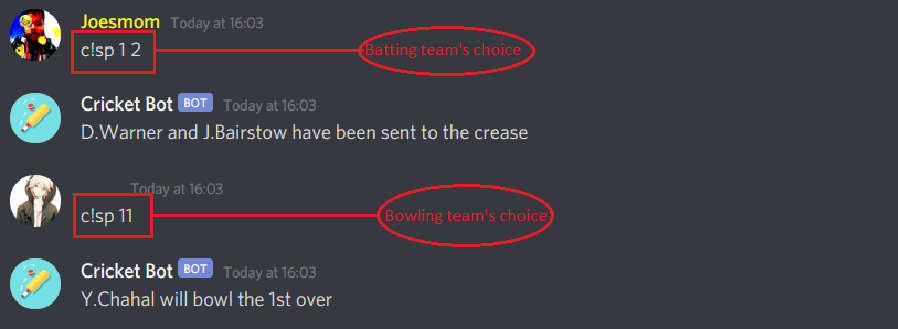 Joesmom Today at 16:03
c!sp 1 2
Batting team's choice
Cricket Bot BOT Today at 16:03
D.Warner and J.Bairstow have been sent to the crease
Today at 16:03
c!sp 11
Bowling team's choice
Cricket Bot BOT Today at 16:03
Y.Chahal will bowl the 1st over